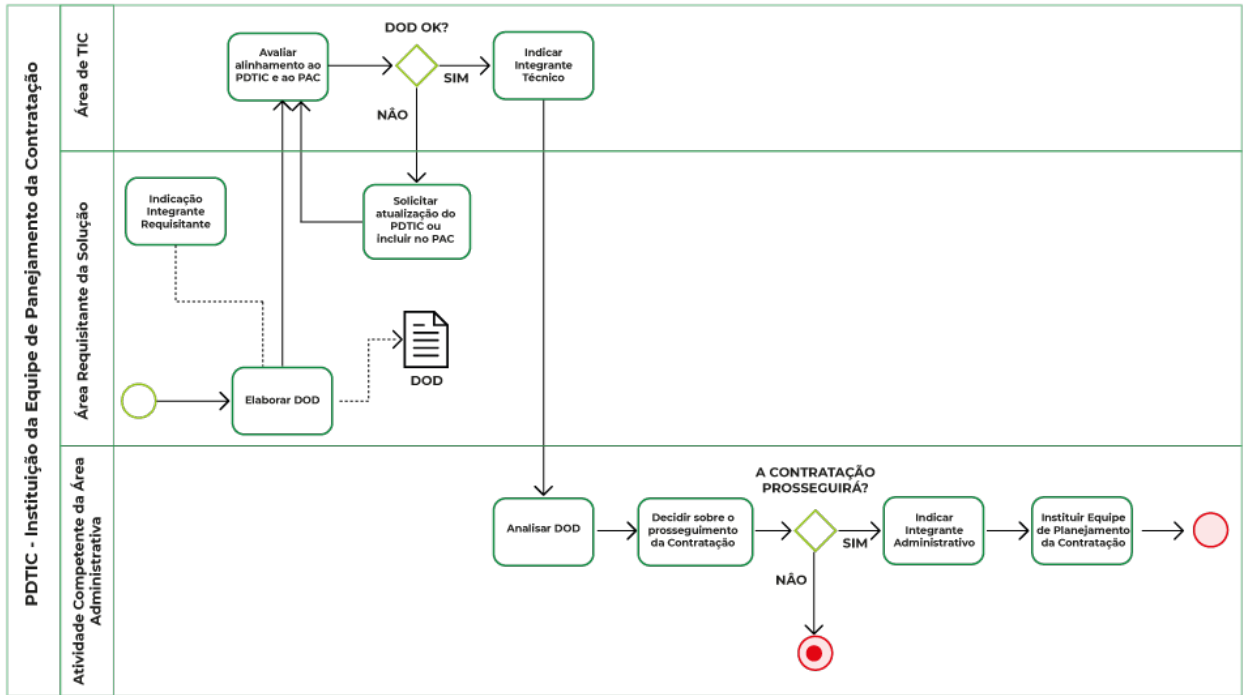 PDTIC - Instituição da Equipe de Panejamento da Contratação
Área de TIC
Avaliar
alinhamento ao
PDTIC e ao PAC
DOD OK?
SIM
NÂO
Indicar
Integrante
Técnico
Área Requisitante da Solução
Indicação
Integrante
Requisitante
Solicitar
atualização do
PDTIC ou
incluir no PAC
Elaborar DOD
DOD
Atividade Competente da Área
Administrativa
Analisar DOD
Decidir sobre o
prosseguimento
da Contratação
A CONTRATAÇÃO
PROSSEGUIRÁ?
SIM
NÂO
Indicar
Integrante
Administrativo
Instituir Equipe
de Planejamento
da Contratação